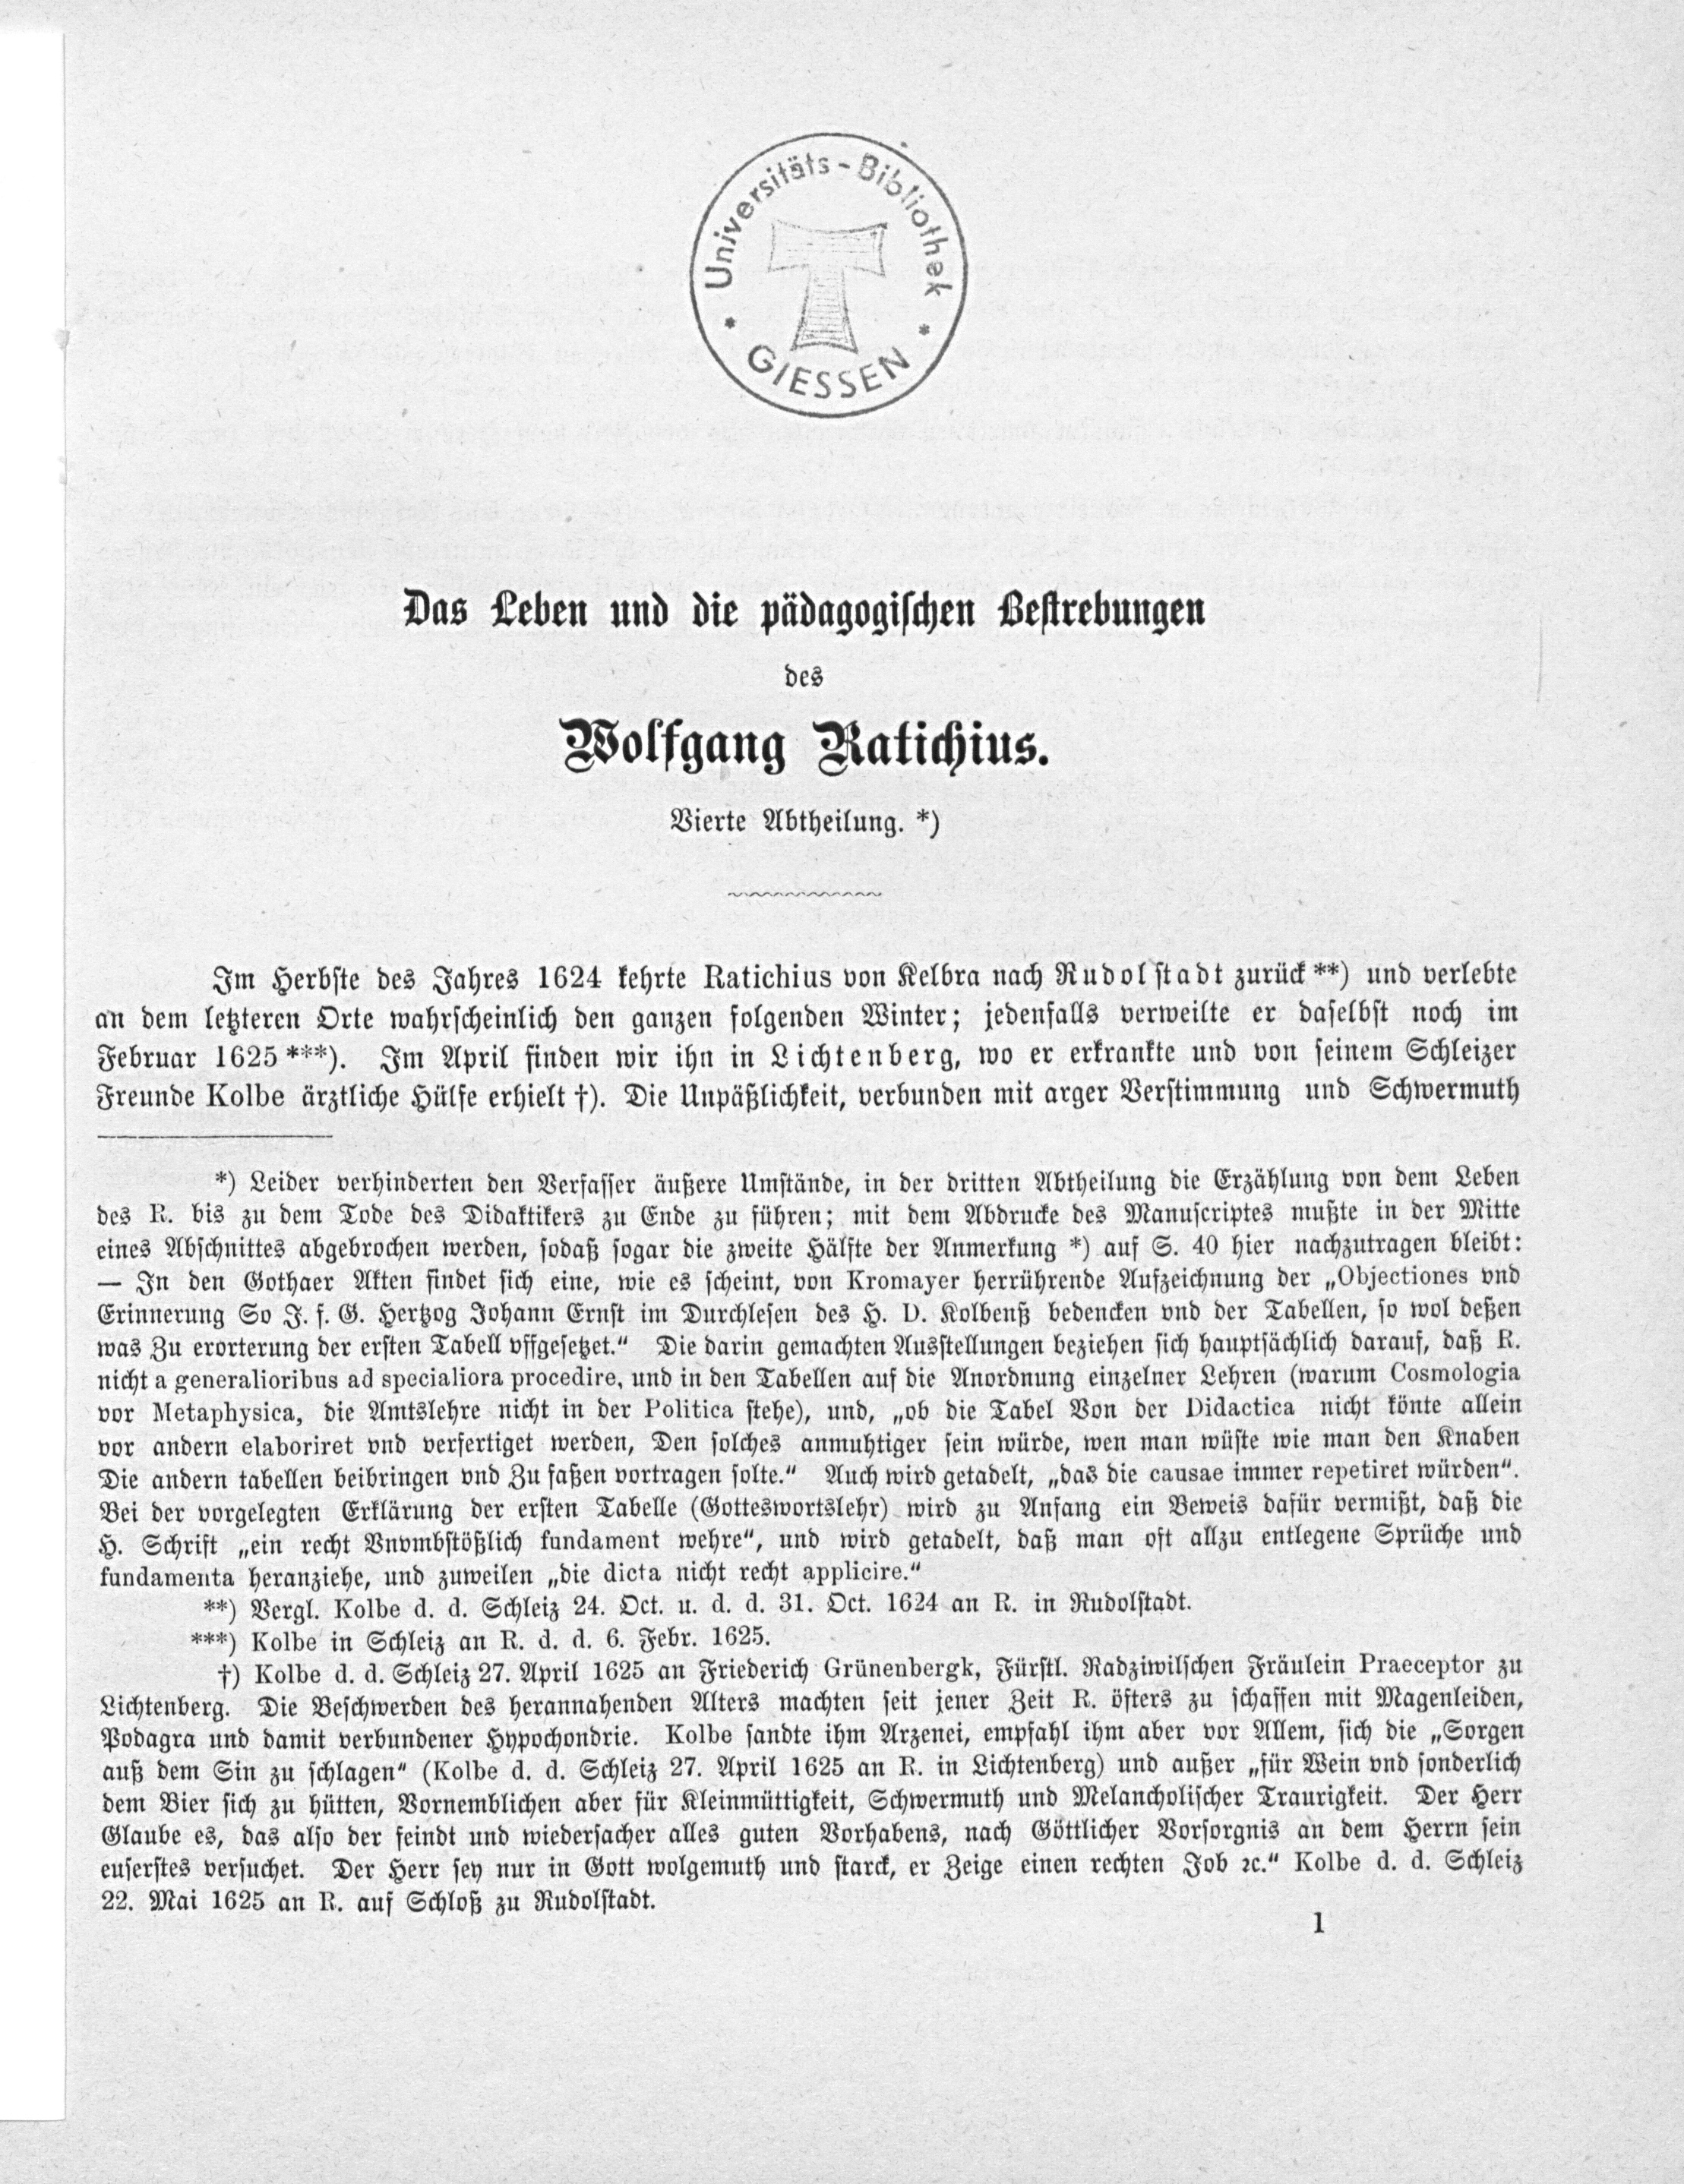 Universitäts-Bibliothek
* GIESSEN *
Das Leben und die pädagogischen Bestrebungen
des
Wolfgang Ratichius.
Vierte Abtheilung. *)
Im Herbste des Jahres 1624 kehrte Ratichius von Kelbra nach Rudolstadt zurück **) und verlebte
an dem letzteren Orte wahrscheinlich den ganzen folgenden Winter; jedenfalls verweilte er daselbst noch im
Februar 1625 ***). Im April finden wir ihn in Lichtenberg, wo er erkrankte und von seinem Schleizer
Freunde Kolbe ärztliche Hülfe erhielt †). Die Unpäßlichkeit, verbunden mit arger Verstimmung und Schwermuth
*) Leider verhinderten den Verfasser äußere Umstände, in der dritten Abtheilung die Erzählung von dem Leben
des R. bis zu dem Tode des Didaktikers zu Ende zu führen; mit dem Abdrucke des Manuscriptes mußte in der Mitte
eines Abschnittes abgebrochen werden, sodaß sogar die zweite Hälfte der Anmerkung *) auf S. 40 hier nachzutragen bleibt:
— In den Gothaer Akten findet sich eine, wie es scheint, von Kromayer herrührende Aufzeichnung der „Objectiones vnd
Erinnerung So J. f. G. Hertzog Johann Ernst im Durchlesen des H. D. Kolbenß bedencken vnd der Tabellen, so wol deßen
was Zu erorterung der ersten Tabell vffgesetzet.“ Die darin gemachten Ausstellungen beziehen sich hauptsächlich darauf, daß R.
nicht a generalioribus ad specialiora procedire, und in den Tabellen auf die Anordnung einzelner Lehren (warum Cosmologia
vor Metaphysica, die Amtslehre nicht in der Politica stehe), und, „ob die Tabel Von der Didactica nicht könte allein
vor andern elaboriret vnd verfertiget werden, Den solches anmuhtiger sein würde, wen man wüste wie man den Knaben
Die andern tabellen beibringen vnd Zu faßen vortragen solte.“ Auch wird getadelt, „das die causae immer repetiret würden“.
Bei der vorgelegten Erklärung der ersten Tabelle (Gotteswortslehr) wird zu Anfang ein Beweis dafür vermißt, daß die
H. Schrift „ein recht Vnvmbstößlich fundament wehre“, und wird getadelt, daß man oft allzu entlegene Sprüche und
fundamenta heranziehe, und zuweilen „die dicta nicht recht applicire.“
**) Vergl. Kolbe d. d. Schleiz 24. Oct. u. d. d. 31. Oct. 1624 an R. in Rudolstadt.
***) Kolbe in Schleiz an R. d. d. 6. Febr. 1625.
†) Kolbe d. d. Schleiz 27. April 1625 an Friederich Grünenbergk, Fürstl. Radziwilschen Fräulein Praeceptor zu
Lichtenberg. Die Beschwerden des herannahenden Alters machten seit jener Zeit R. öfters zu schaffen mit Magenleiden,
Podagra und damit verbundener Hypochondrie. Kolbe sandte ihm Arzenei, empfahl ihm aber vor Allem, sich die „Sorgen
auß dem Sin zu schlagen“ (Kolbe d. d. Schleiz 27. April 1625 an R. in Lichtenberg) und außer „für Wein vnd sonderlich
dem Bier sich zu hütten, Vornemblichen aber für Kleinmüttigkeit, Schwermuth und Melancholischer Traurigkeit. Der Herr
Glaube es, das also der feindt und wiedersacher alles guten Vorhabens, nach Göttlicher Vorsorgnis an dem Herrn sein
euserstes versuchet. Der Herr sey nur in Gott wolgemuth und starck, er Zeige einen rechten Job ꝛc.“ Kolbe d. d. Schleiz
22. Mai 1625 an R. auf Schloß zu Rudolstadt.
1